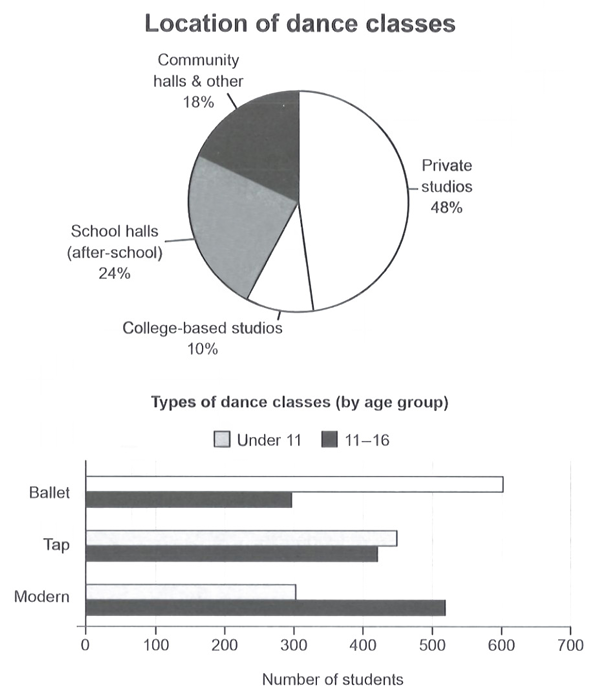 Location of dance classes
Community
halls & other
18%
Private
studios
48%
School halls
(after-school)
24%
College-based studios
10%
Types of dance classes (by age group)
Under 11 11–16
Ballet
Tap
Modern
0 100 200 300 400 500 600 700
Number of students